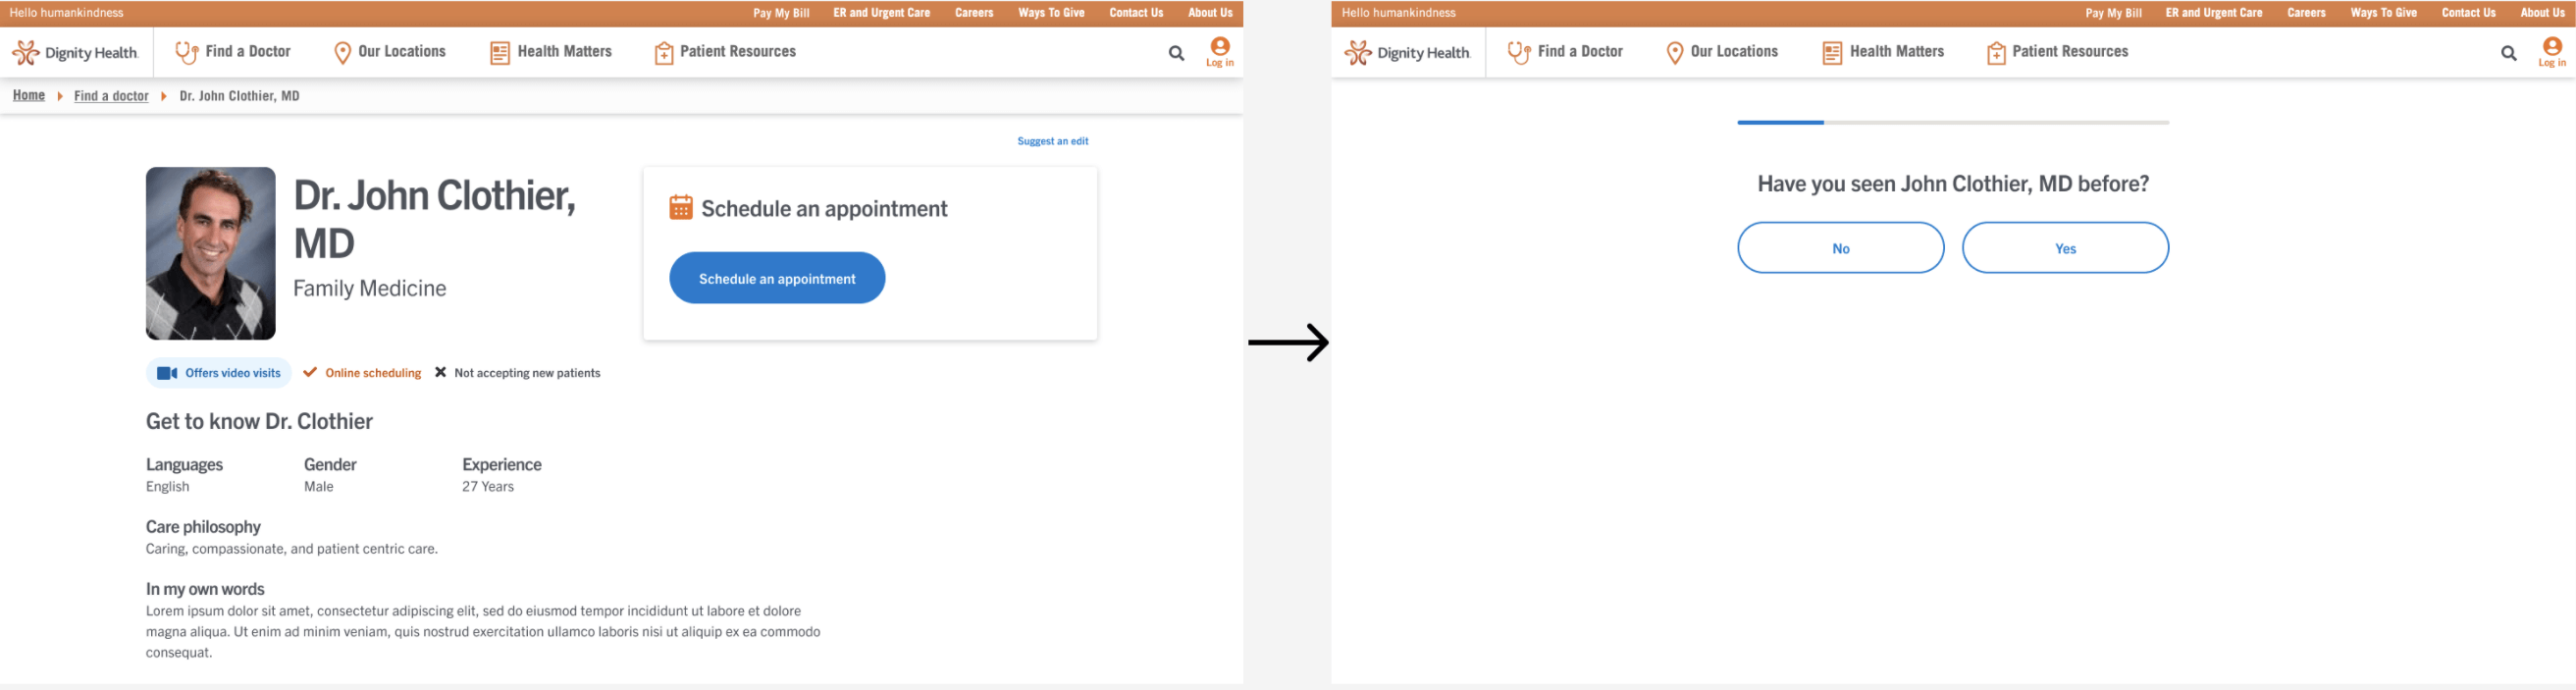 Hello humankindness
Pay My Bill ER and Urgent Care Careers Ways To Give Contact Us About Us
Dignity Health. Find a Doctor Our Locations Health Matters Patient Resources
Log in
Home Find a doctor Dr. John Clothier, MD
Suggest an edit
Dr. John Clothier,
MD
Family Medicine
Schedule an appointment
Schedule an appointment
Offers video visits Online scheduling Not accepting new patients
Get to know Dr. Clothier
Languages Gender Experience
English Male 27 Years
Care philosophy
Caring, compassionate, and patient centric care.
In my own words
Lorem ipsum dolor sit amet, consectetur adipiscing elit, sed do eiusmod tempor incididunt ut labore et dolore
magna aliqua. Ut enim ad minim veniam, quis nostrud exercitation ullamco laboris nisi ut aliquip ex ea commodo
consequat.
Hello humankindness
Pay My Bill ER and Urgent Care Careers Ways To Give Contact Us About Us
Dignity Health. Find a Doctor Our Locations Health Matters Patient Resources
Log in
Have you seen John Clothier, MD before?
No Yes